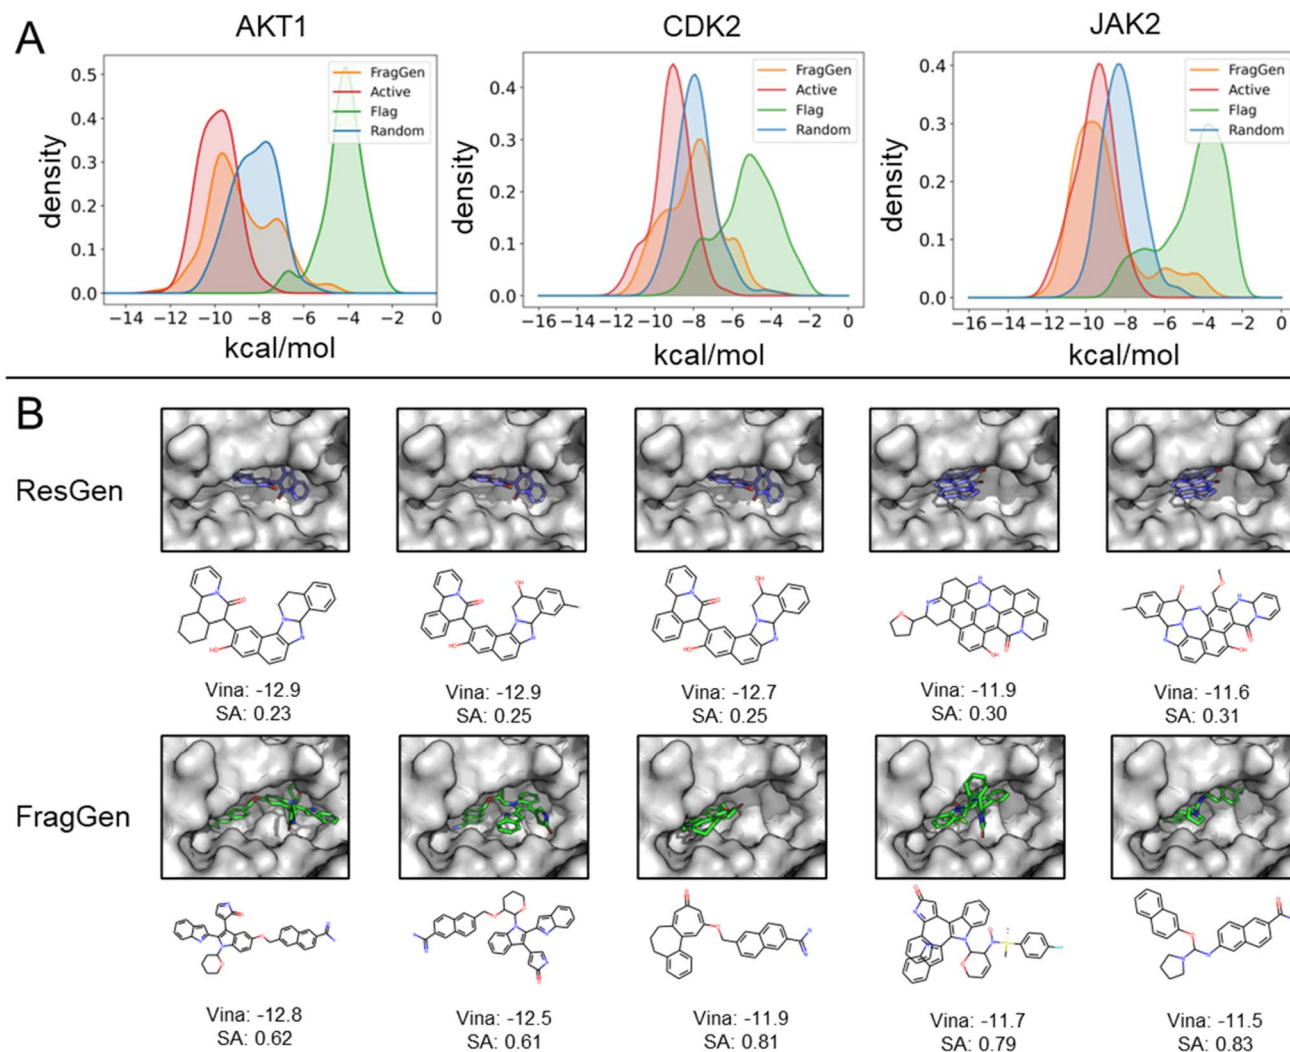 A
AKT1
CDK2
JAK2
FragGen
Active
Flag
Random
density
0.5
0.4
0.3
0.2
0.1
0.0
−14 −12 −10 −8 −6 −4 −2 0
kcal/mol
FragGen
Active
Flag
Random
density
0.4
0.3
0.2
0.1
0.0
−16 −14 −12 −10 −8 −6 −4 −2 0
kcal/mol
FragGen
Active
Flag
Random
density
0.4
0.3
0.2
0.1
0.0
−16 −14 −12 −10 −8 −6 −4 −2 0
kcal/mol
B
ResGen
Vina: -12.9
SA: 0.23
Vina: -12.9
SA: 0.25
Vina: -12.7
SA: 0.25
Vina: -11.9
SA: 0.30
Vina: -11.6
SA: 0.31
FragGen
Vina: -12.8
SA: 0.62
Vina: -12.5
SA: 0.61
Vina: -11.9
SA: 0.81
Vina: -11.7
SA: 0.79
Vina: -11.5
SA: 0.83